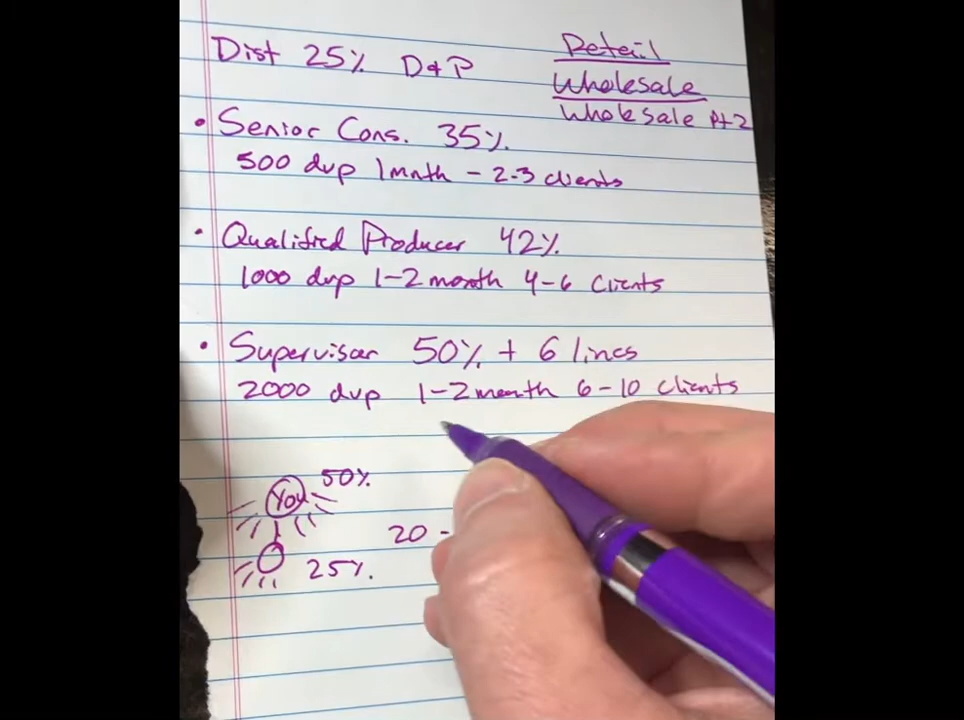 Dist 25% D+P
Retail
Wholesale
Wholesale Pt 2
• Senior Cons. 35%
500 dvp 1 mnth - 2-3 clients
• Qualified Producer 42%
1000 dvp 1-2 month 4-6 clients
• Supervisor 50% + 6 lines
2000 dvp 1-2 month 6-10 clients
You 50%
20 -
25%.